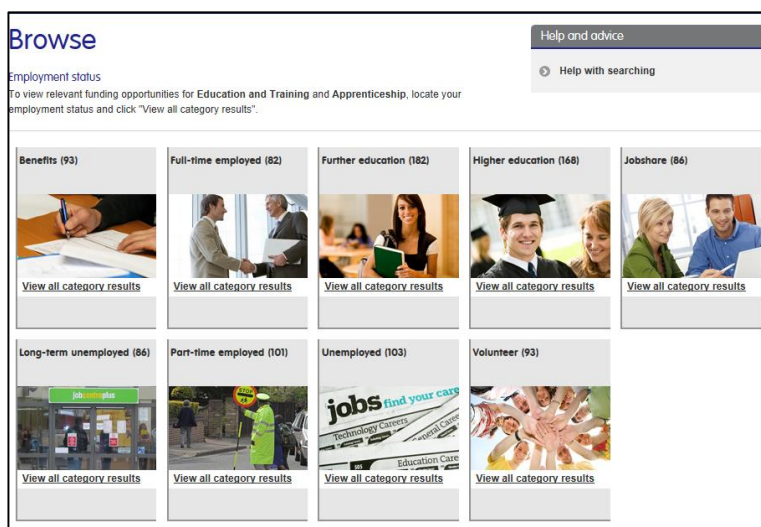 Browse
Help and advice
Help with searching
Employment status
To view relevant funding opportunities for Education and Training and Apprenticeship, locate your
employment status and click "View all category results".
Benefits (93)
Full-time employed (82)
Further education (182)
Higher education (168)
Jobshare (86)
View all category results
View all category results
View all category results
View all category results
View all category results
Long-term unemployed (86)
Part-time employed (101)
Unemployed (103)
Volunteer (93)
jobcentreplus
STOP
jobs find your care
Technology Careers
General Caree
Education Care
View all category results
View all category results
View all category results
View all category results